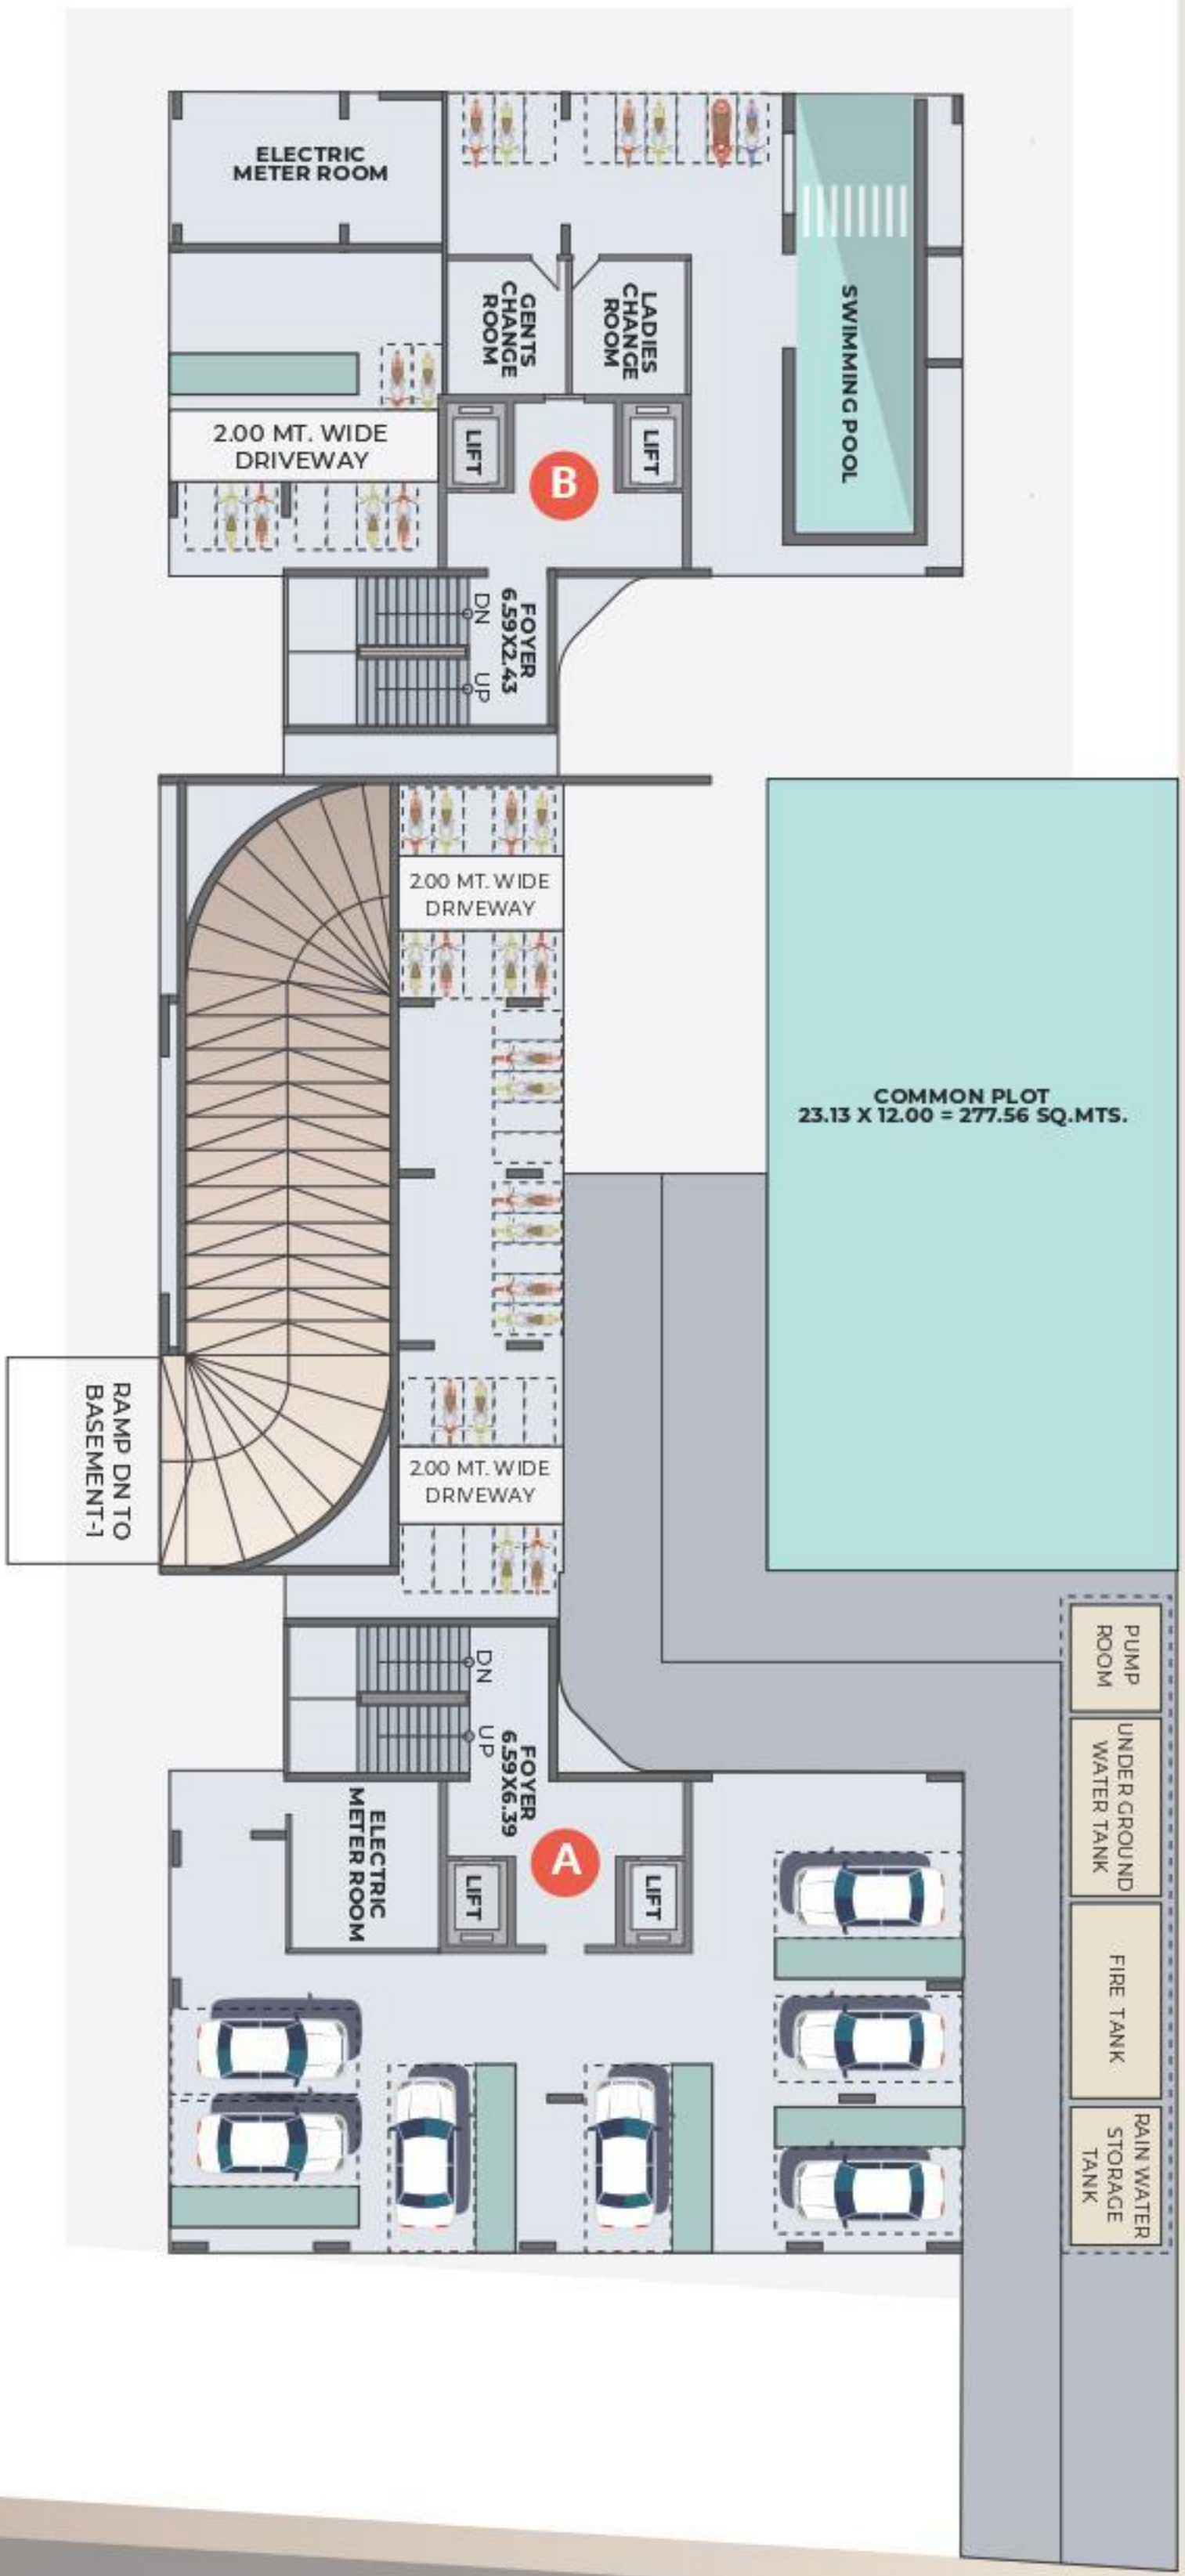 ELECTRIC
METER ROOM
GENTS
CHANGE
ROOM
LADIES
CHANGE
ROOM
SWIMMING POOL
2.00 MT. WIDE
DRIVEWAY
LIFT
B
LIFT
DN
UP
FOYER
6.59X2.43
2.00 MT. WIDE
DRIVEWAY
COMMON PLOT
23.13 X 12.00 = 277.56 SQ.MTS.
RAMP DN TO
BASEMENT-1
2.00 MT. WIDE
DRIVEWAY
PUMP
ROOM
DN
UP
FOYER
6.59X6.39
UNDER GROUND
WATER TANK
ELECTRIC
METER ROOM
LIFT
A
LIFT
FIRE TANK
RAIN WATER
STORAGE
TANK